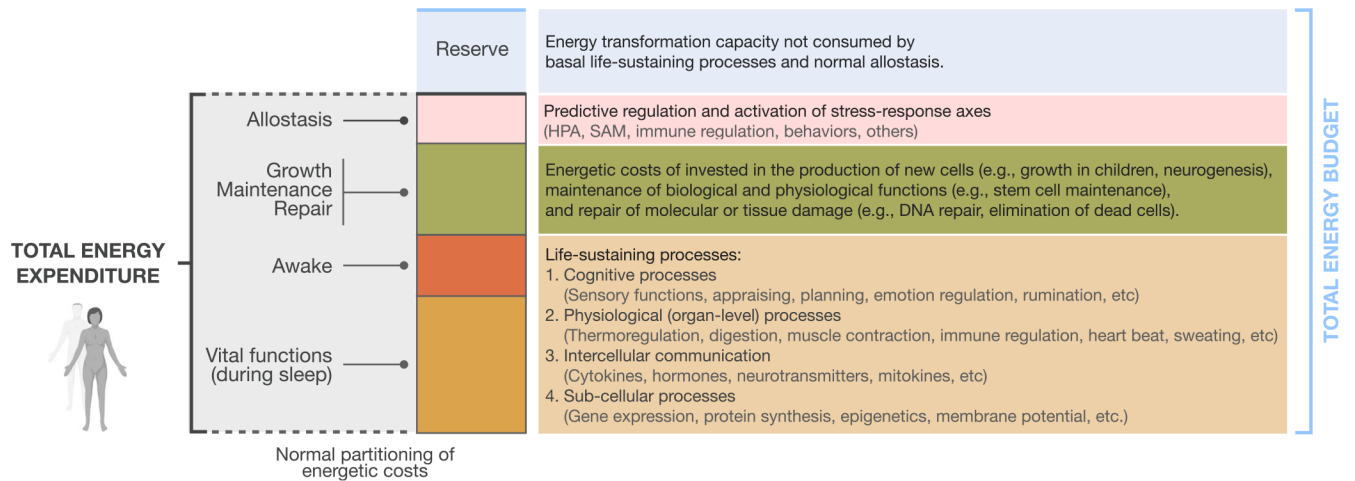 Reserve
Energy transformation capacity not consumed by
basal life-sustaining processes and normal allostasis.
Allostasis
Predictive regulation and activation of stress-response axes
(HPA, SAM, immune regulation, behaviors, others)
Growth
Maintenance
Repair
Energetic costs of invested in the production of new cells (e.g., growth in children, neurogenesis),
maintenance of biological and physiological functions (e.g., stem cell maintenance),
and repair of molecular or tissue damage (e.g., DNA repair, elimination of dead cells).
TOTAL ENERGY
EXPENDITURE
Awake
Vital functions
(during sleep)
Life-sustaining processes:
1. Cognitive processes
(Sensory functions, appraising, planning, emotion regulation, rumination, etc)
2. Physiological (organ-level) processes
(Thermoregulation, digestion, muscle contraction, immune regulation, heart beat, sweating, etc)
3. Intercellular communication
(Cytokines, hormones, neurotransmitters, mitokines, etc)
4. Sub-cellular processes
(Gene expression, protein synthesis, epigenetics, membrane potential, etc.)
Normal partitioning of
energetic costs
TOTAL ENERGY BUDGET